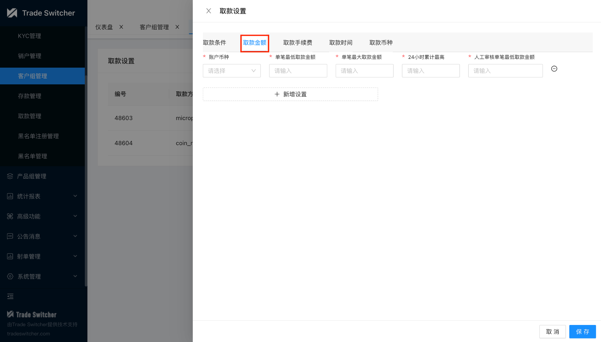 Trade Switcher
KYC管理
销户管理
客户组管理
存款管理
取款管理
黑名单注册管理
黑名单管理
产品组管理
统计报表
高级功能
公告消息
附单管理
系统管理
Trade Switcher
由Trade Switcher提供技术支持
tradeswitcher.com
仪表盘
客户组管理
取款设置
编号
取款方
48603
microp
48604
coin_r
取款设置
取款条件
取款金额
取款手续费
取款时间
取款币种
* 账户币种
* 单笔最低取款金额
* 单笔最大取款金额
* 24小时累计最高
* 人工审核单笔最低取款金额
请选择
请输入
请输入
请输入
请输入
+ 新增设置
取 消
保 存